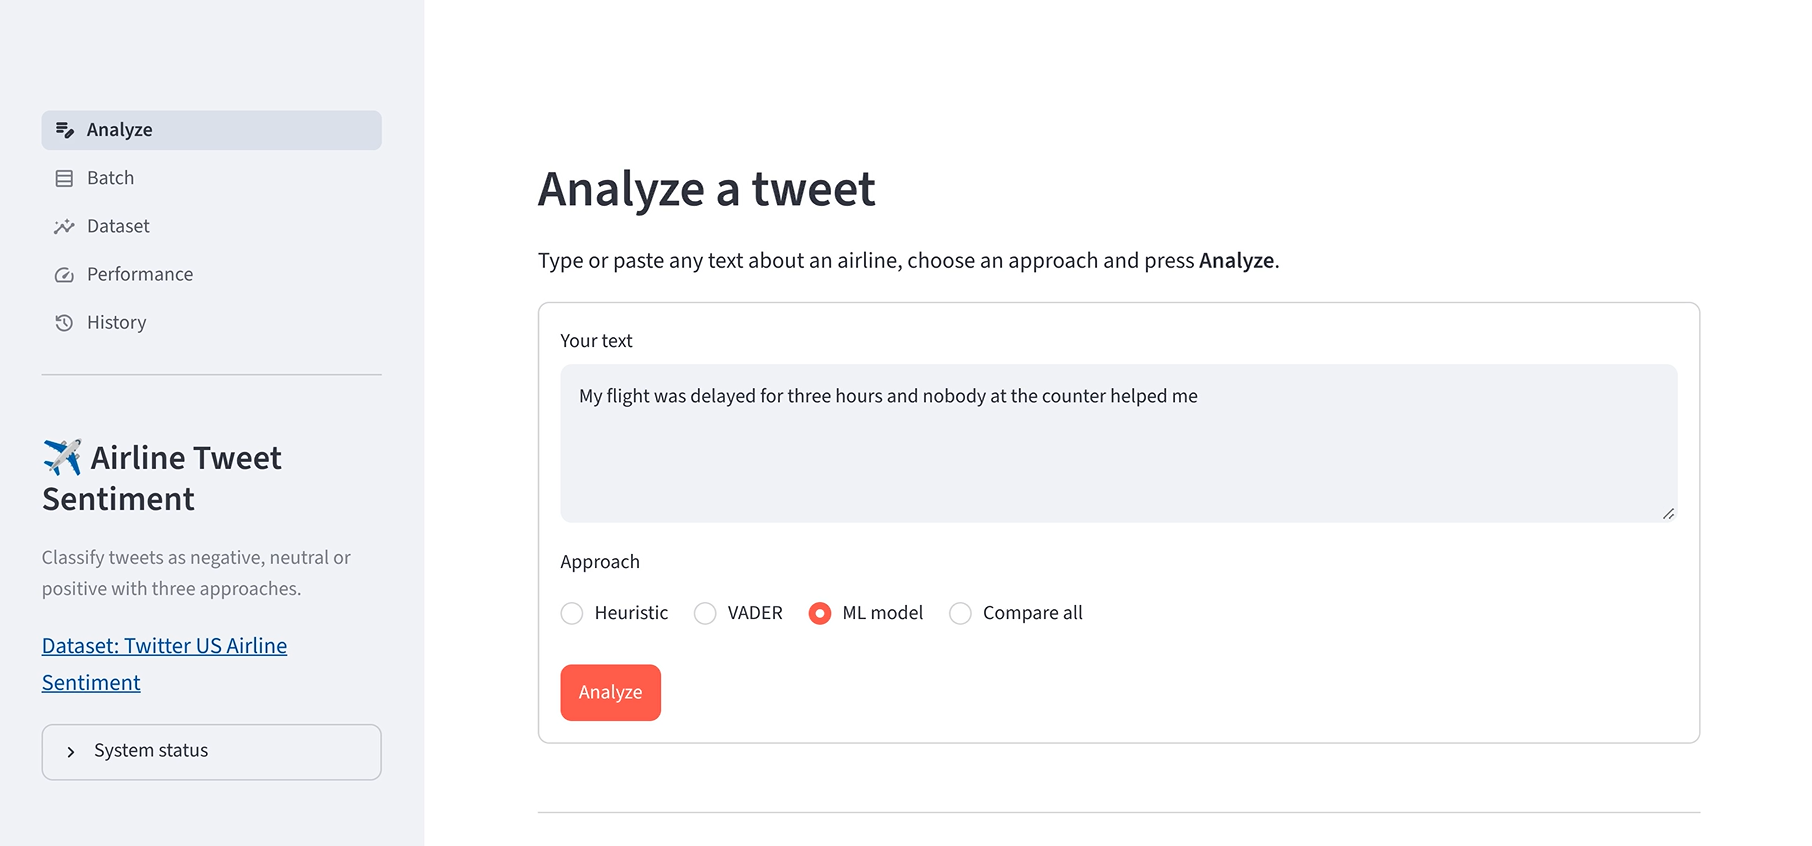 Analyze
Batch
Dataset
Performance
History
Airline Tweet
Sentiment
Classify tweets as negative, neutral or
positive with three approaches.
Dataset: Twitter US Airline
Sentiment
System status
Analyze a tweet
Type or paste any text about an airline, choose an approach and press Analyze.
Your text
My flight was delayed for three hours and nobody at the counter helped me
Approach
Heuristic VADER ML model Compare all
Analyze